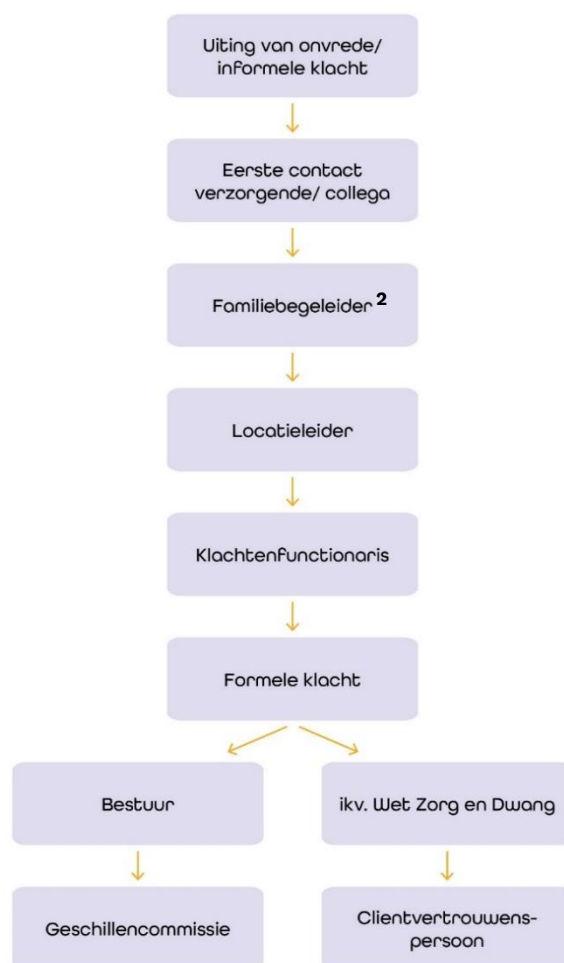 Uiting van onvrede/
informele klacht
Eerste contact
verzorgende/ collega
Familiebegeleider 2
Locatieleider
Klachtenfunctionaris
Formele klacht
Bestuur
ikv. Wet Zorg en Dwang
Geschillencommissie
Clientvertrouwens-
persoon